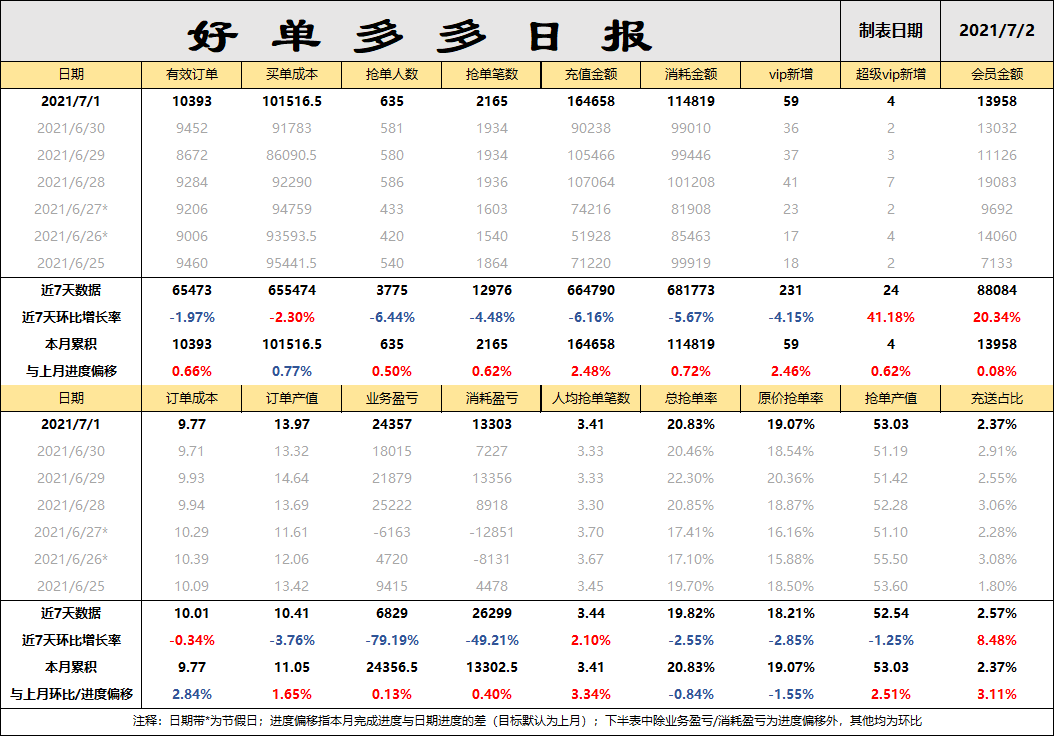 好单多多日报 制表日期 2021/7/2
日期 有效订单 买单成本 抢单人数 抢单笔数 充值金额 消耗金额 vip新增 超级vip新增 会员金额
2021/7/1 10393 101516.5 635 2165 164658 114819 59 4 13958
2021/6/30 9452 91783 581 1934 90238 99010 36 2 13032
2021/6/29 8672 86090.5 580 1934 105466 99446 37 3 11126
2021/6/28 9284 92290 586 1936 107064 101208 41 7 19083
2021/6/27* 9206 94759 433 1603 74216 81908 23 2 9692
2021/6/26* 9006 93593.5 420 1540 51928 85463 17 4 14060
2021/6/25 9460 95441.5 540 1864 71220 99919 18 2 7133
近7天数据 65473 655474 3775 12976 664790 681773 231 24 88084
近7天环比增长率 -1.97% -2.30% -6.44% -4.48% -6.16% -5.67% -4.15% 41.18% 20.34%
本月累积 10393 101516.5 635 2165 164658 114819 59 4 13958
与上月进度偏移 0.66% 0.77% 0.50% 0.62% 2.48% 0.72% 2.46% 0.62% 0.08%
日期 订单成本 订单产值 业务盈亏 消耗盈亏 人均抢单笔数 总抢单率 原价抢单率 抢单产值 充送占比
2021/7/1 9.77 13.97 24357 13303 3.41 20.83% 19.07% 53.03 2.37%
2021/6/30 9.71 13.32 18015 7227 3.33 20.46% 18.54% 51.19 2.91%
2021/6/29 9.93 14.64 21879 13356 3.33 22.30% 20.36% 51.42 2.55%
2021/6/28 9.94 13.69 25222 8918 3.30 20.85% 18.87% 52.28 3.06%
2021/6/27* 10.29 11.61 -6163 -12851 3.70 17.41% 16.16% 51.10 2.28%
2021/6/26* 10.39 12.06 4720 -8131 3.67 17.10% 15.88% 55.50 3.08%
2021/6/25 10.09 13.42 9415 4478 3.45 19.70% 18.50% 53.60 1.80%
近7天数据 10.01 10.41 6829 26299 3.44 19.82% 18.21% 52.54 2.57%
近7天环比增长率 -0.34% -3.76% -79.19% -49.21% 2.10% -2.55% -2.85% -1.25% 8.48%
本月累积 9.77 11.05 24356.5 13302.5 3.41 20.83% 19.07% 53.03 2.37%
与上月环比/进度偏移 2.84% 1.65% 0.13% 0.40% 3.34% -0.84% -1.55% 2.51% 3.11%
注释：日期带*为节假日；进度偏移指本月完成进度与日期进度的差（目标默认为上月）；下半表中除业务盈亏/消耗盈亏为进度偏移外，其他均为环比